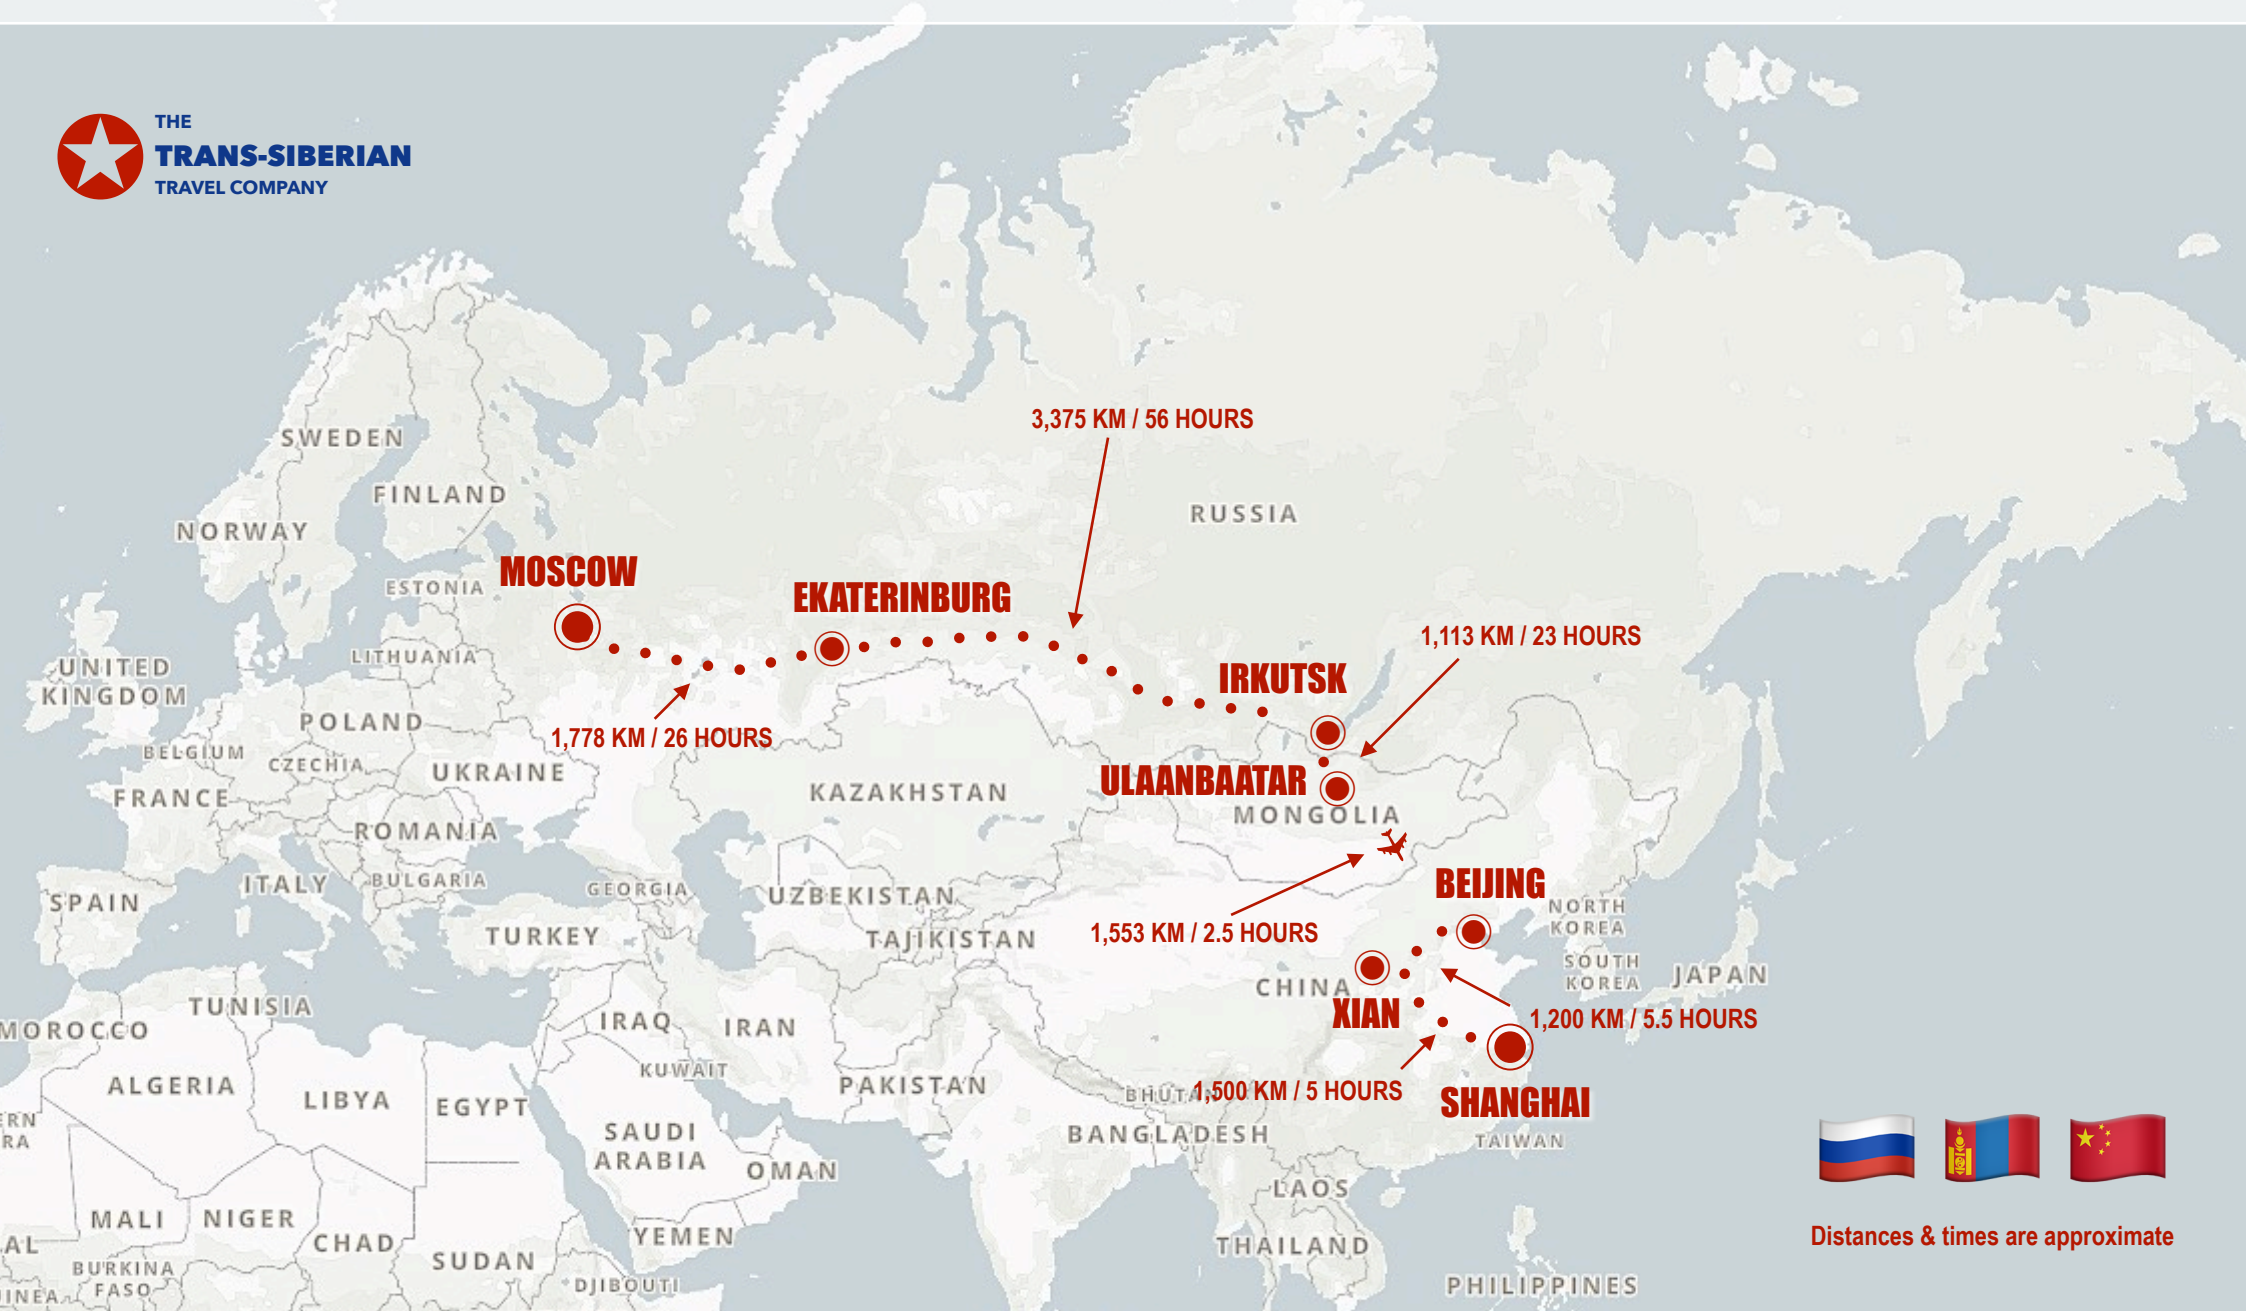 THE
TRANS-SIBERIAN
TRAVEL COMPANY
3,375 KM / 56 HOURS
SWEDEN
FINLAND
NORWAY
RUSSIA
MOSCOW
ESTONIA
EKATERINBURG
1,113 KM / 23 HOURS
LITHUANIA
UNITED
KINGDOM
IRKUTSK
POLAND
1,778 KM / 26 HOURS
BELGIUM
CZECHIA
UKRAINE
ULAANBAATAR
FRANCE
KAZAKHSTAN
MONGOLIA
ROMANIA
ITALY
BULGARIA
GEORGIA
BEIJING
SPAIN
UZBEKISTAN
NORTH
KOREA
TURKEY
TAJIKISTAN
1,553 KM / 2.5 HOURS
SOUTH
KOREA
JAPAN
CHINA
XIAN
TUNISIA
MOROCCO
IRAQ
IRAN
1,200 KM / 5.5 HOURS
KUWAIT
ALGERIA
LIBYA
EGYPT
PAKISTAN
BHUTAN
1,500 KM / 5 HOURS
SHANGHAI
ERN
RA
SAUDI
ARABIA
BANGLADESH
TAIWAN
OMAN
LAOS
MALI
NIGER
CHAD
YEMEN
AL
SUDAN
THAILAND
Distances & times are approximate
BURKINA
FASO
INEA
DJIBOUTI
PHILIPPINES